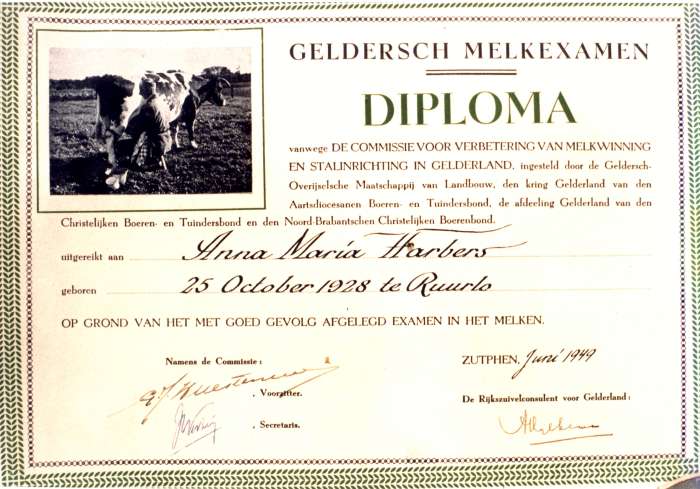 GELDERSCH MELKEXAMEN
DIPLOMA
vanwege DE COMMISSIE VOOR VERBETERING VAN MELKWINNING
EN STALINRICHTING IN GELDERLAND, ingesteld door de Geldersch-
Overijselsche Maatschappij van Landbouw, den kring Gelderland van den
Aartsdiocesanen Boeren- en Tuindersbond, de afdeeling Gelderland van den
Christelijken Boeren- en Tuindersbond en den Noord-Brabantschen Christelijken Boerenbond.
uitgereikt aan Anna Maria Harbers
geboren 25 October 1928 te Ruurlo
OP GROND VAN HET MET GOED GEVOLG AFGELEGD EXAMEN IN HET MELKEN.
Namens de Commissie:
ZUTPHEN, Juni 1949
, Voorzitter.
De Rijkszuivelconsulent voor Gelderland:
, Secretaris.